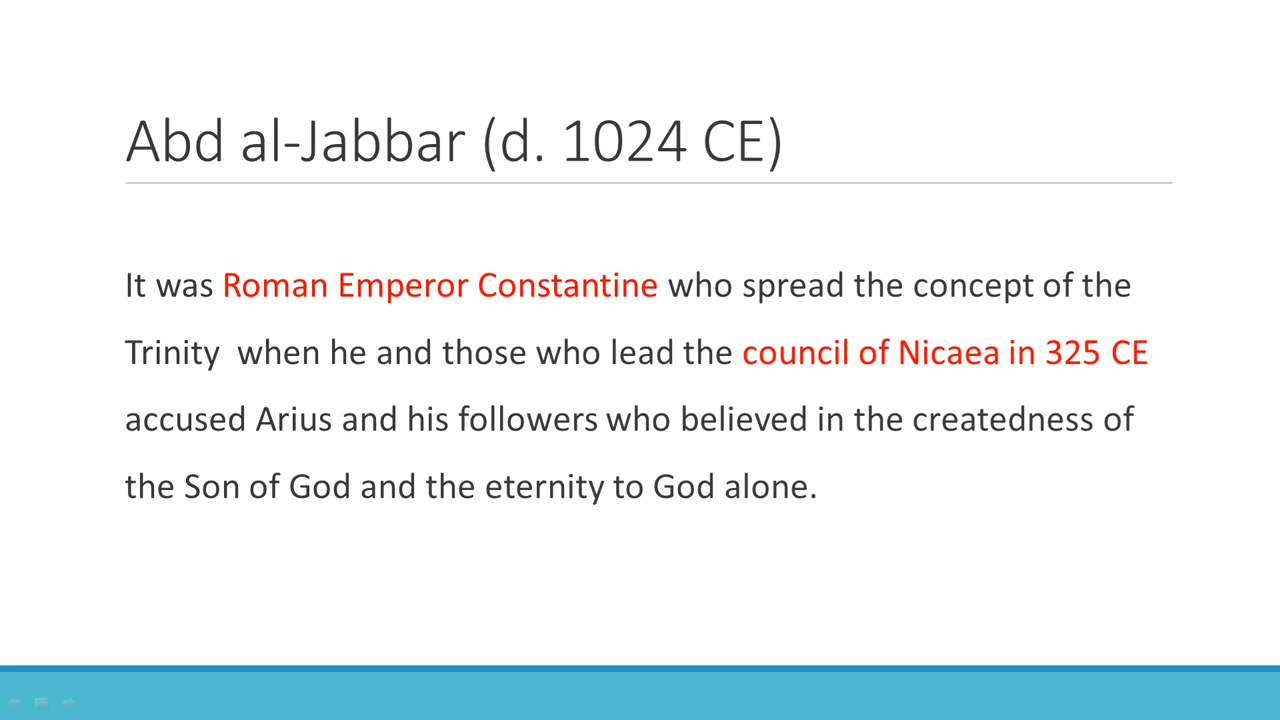 Abd al-Jabbar (d. 1024 CE)
It was Roman Emperor Constantine who spread the concept of the
Trinity  when he and those who lead the council of Nicaea in 325 CE
accused Arius and his followers who believed in the createdness of
the Son of God and the eternity to God alone.